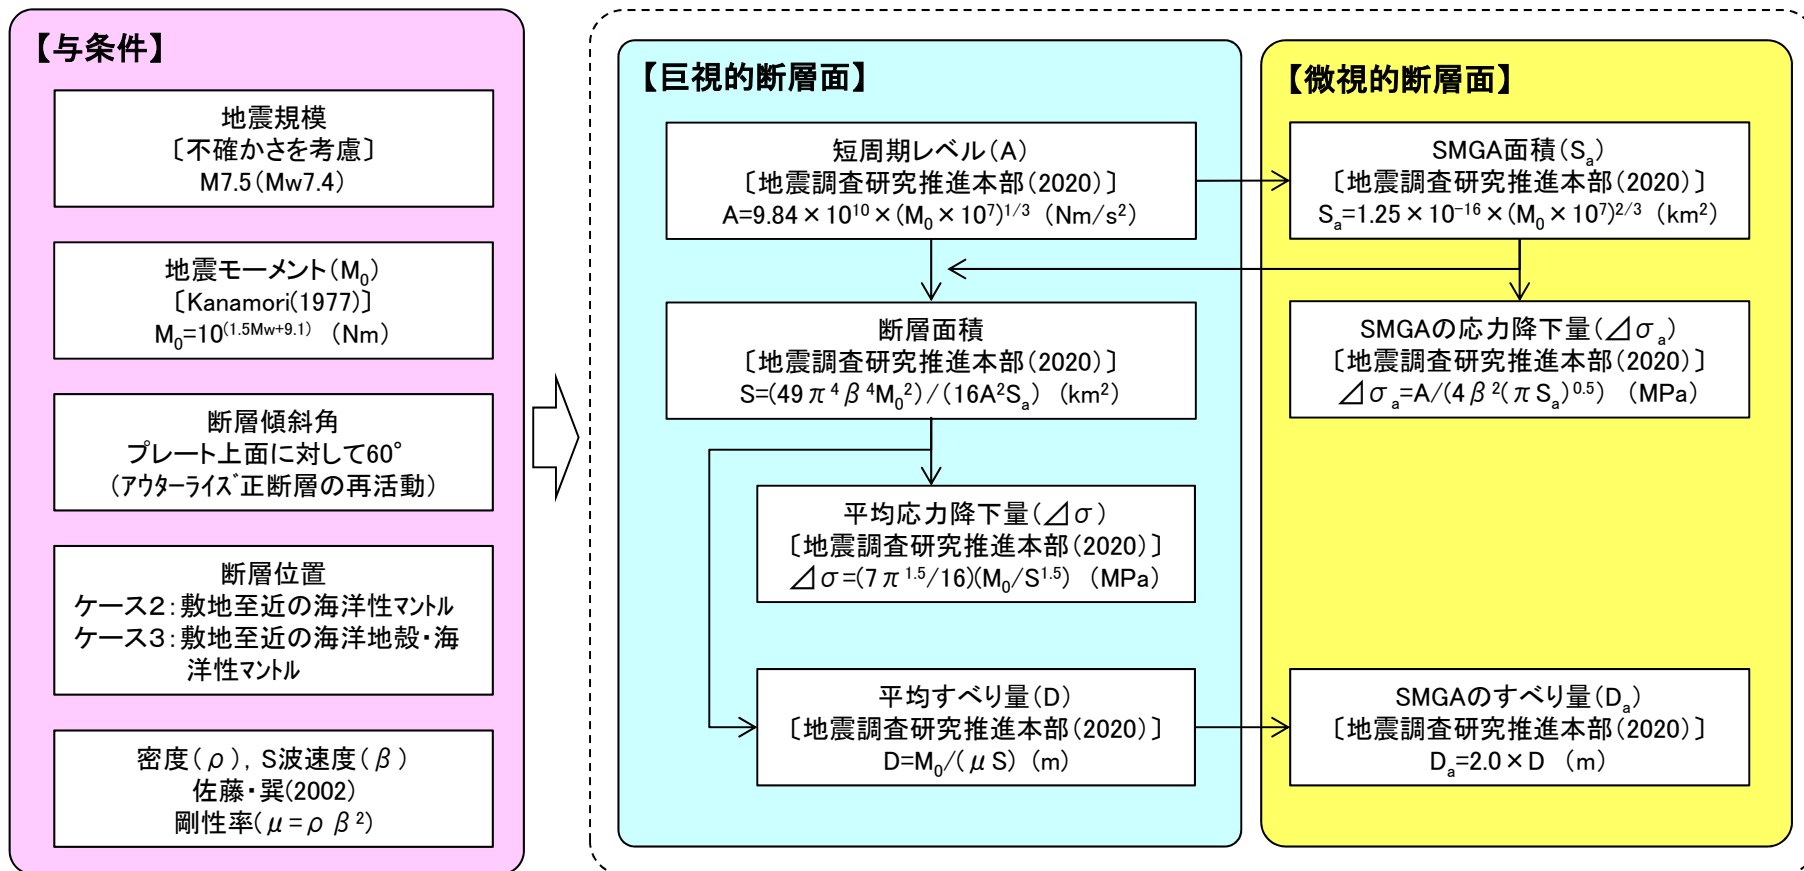 【与条件】
地震規模
〔不確かさを考慮〕
M7.5(Mw7.4)
地震モーメント(M₀)
〔Kanamori(1977)〕
M₀=10^(1.5Mw+9.1) (Nm)
断層傾斜角
プレート上面に対して60°
(アウターライズ正断層の再活動)
断層位置
ケース2:敷地至近の海洋性マントル
ケース3:敷地至近の海洋地殻・海
洋性マントル
密度(ρ),S波速度(β)
佐藤・巽(2002)
剛性率(μ=ρβ²)
【巨視的断層面】
短周期レベル(A)
〔地震調査研究推進本部(2020)〕
A=9.84×10¹⁰×(M₀×10⁷)^1/3 (Nm/s²)
断層面積
〔地震調査研究推進本部(2020)〕
S=(49π⁴β⁴M₀²)/(16A²Sₐ) (km²)
平均応力降下量(⊿σ)
〔地震調査研究推進本部(2020)〕
⊿σ=(7π^1.5/16)(M₀/S^1.5) (MPa)
平均すべり量(D)
〔地震調査研究推進本部(2020)〕
D=M₀/(μS) (m)
【微視的断層面】
SMGA面積(Sₐ)
〔地震調査研究推進本部(2020)〕
Sₐ=1.25×10⁻¹⁶×(M₀×10⁷)^2/3 (km²)
SMGAの応力降下量(⊿σₐ)
〔地震調査研究推進本部(2020)〕
⊿σₐ=A/(4β²(πSₐ)^0.5) (MPa)
SMGAのすべり量(Dₐ)
〔地震調査研究推進本部(2020)〕
Dₐ=2.0×D (m)